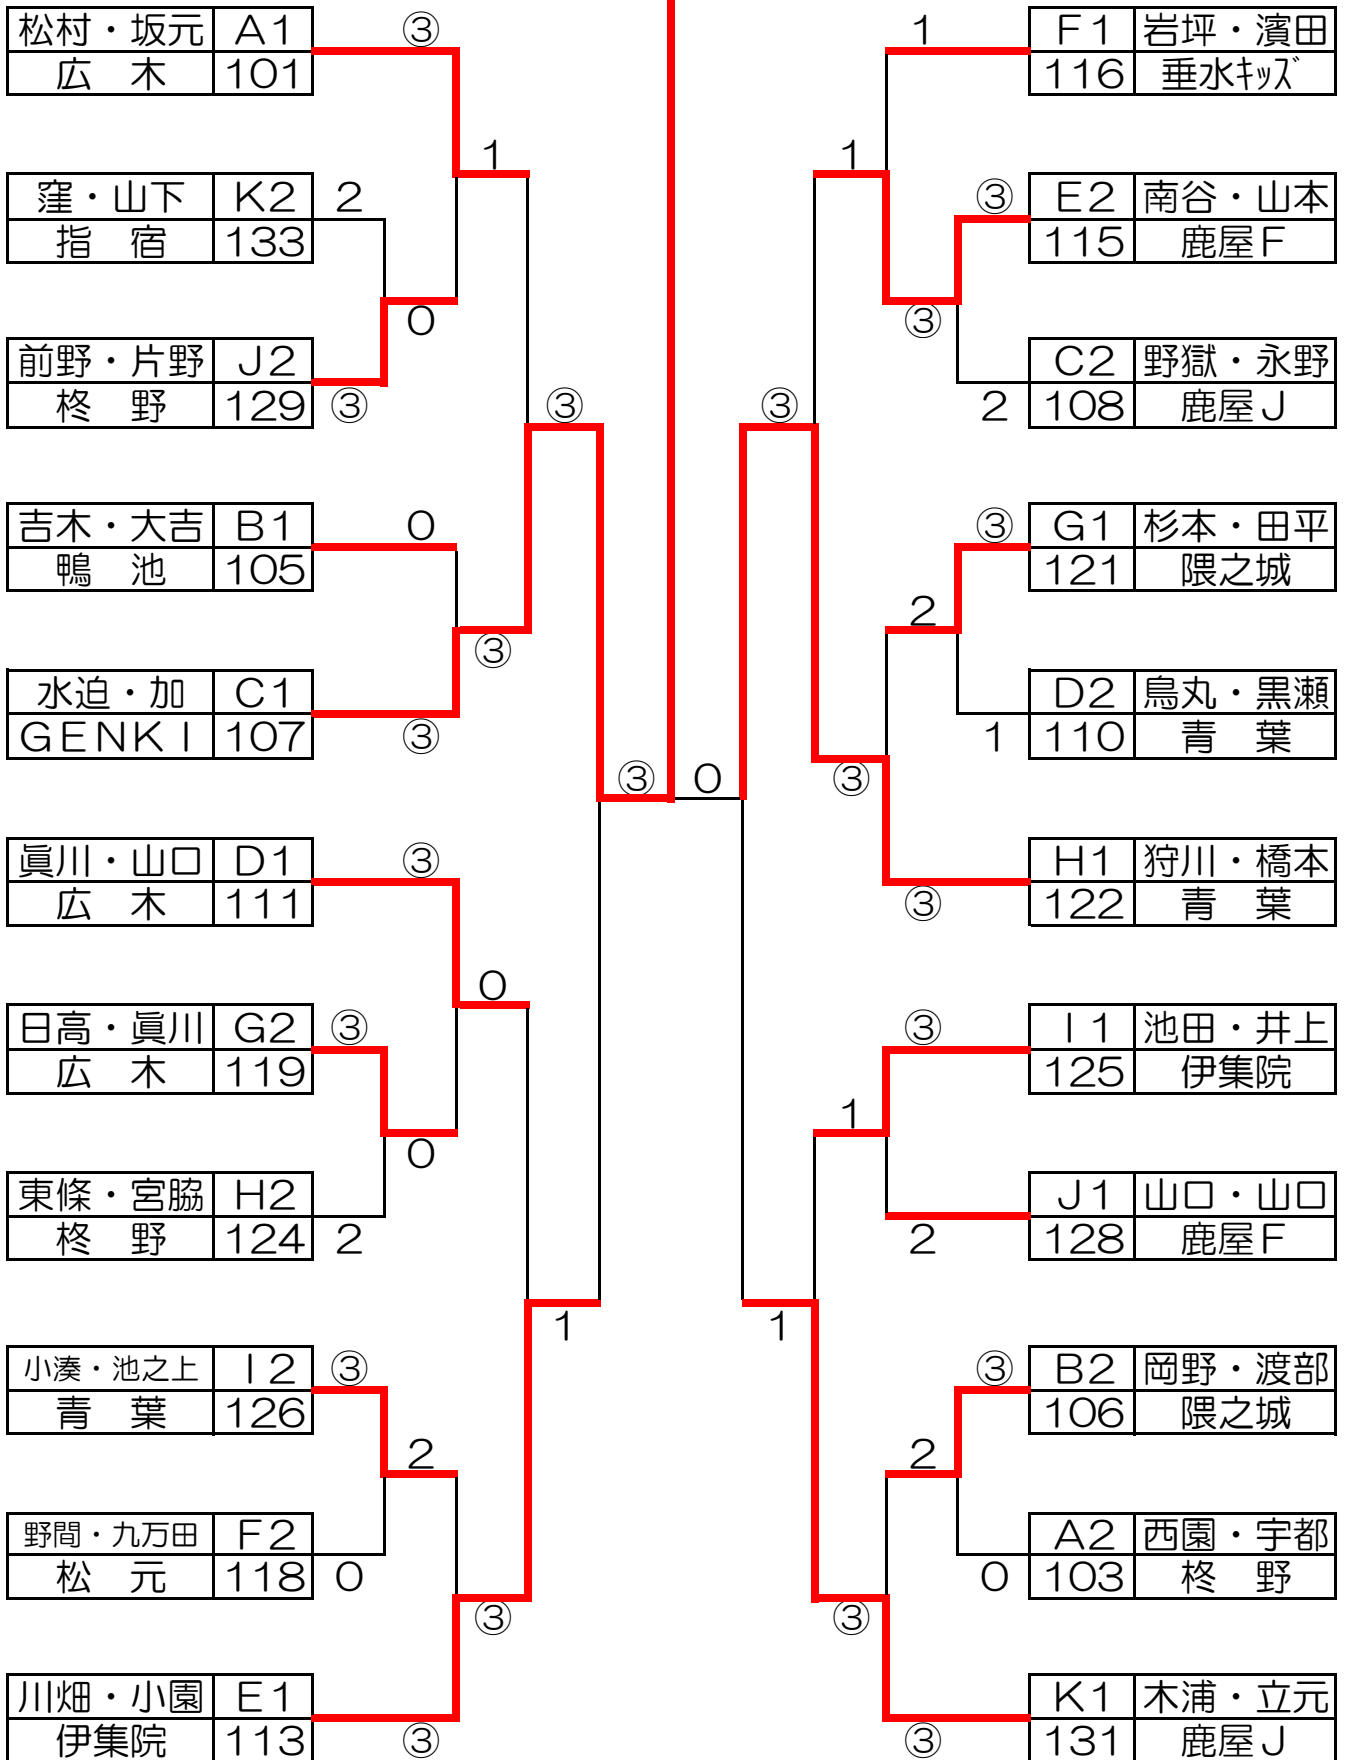 松村・坂元 A1 ③ 1 F1 岩坪・濱田
広 木 101 116 垂水ｷｯｽﾞ
1 1
窪・山下 K2 2 ③ E2 南谷・山本
指 宿 133 115 鹿屋F
0 ③
前野・片野 J2 C2 野獄・永野
柊 野 129 ③ ③ ③ 2 108 鹿屋J
吉木・大吉 B1 0 ③ G1 杉本・田平
鴨 池 105 121 隈之城
③ 2
水迫・加 C1 D2 鳥丸・黒瀬
GENKI 107 ③ 1 110 青 葉
③ 0 ③
眞川・山口 D1 ③ H1 狩川・橋本
広 木 111 ③ 122 青 葉
0
日高・眞川 G2 ③ ③ I1 池田・井上
広 木 119 125 伊集院
0 1
東條・宮脇 H2 J1 山口・山口
柊 野 124 2 2 128 鹿屋F
1 1
小湊・池之上 I2 ③ ③ B2 岡野・渡部
青 葉 126 106 隈之城
2 2
野間・九万田 F2 A2 西園・宇都
松 元 118 0 0 103 柊 野
③ ③
川畑・小園 E1 K1 木浦・立元
伊集院 113 ③ ③ 131 鹿屋J